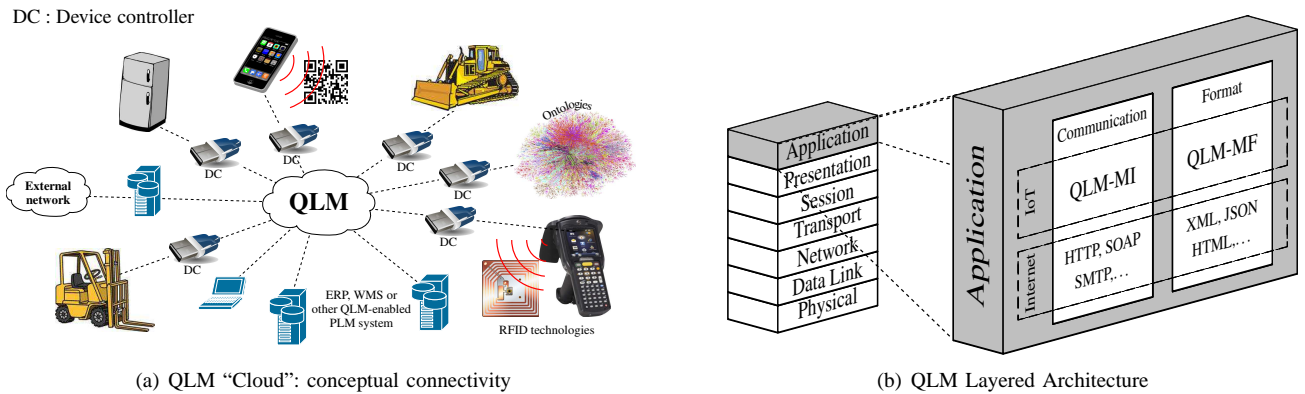 DC : Device controller
Ontologies
DC
DC
DC
DC
DC
DC
External
network
QLM
ERP, WMS or
other QLM-enabled
PLM system
RFID technologies
(a) QLM “Cloud”: conceptual connectivity
Application
Presentation
Session
Transport
Network
Data Link
Physical
Application
Communication
Format
IoT
QLM-MI
QLM-MF
Internet
HTTP, SOAP
SMTP,...
XML, JSON
HTML,...
(b) QLM Layered Architecture